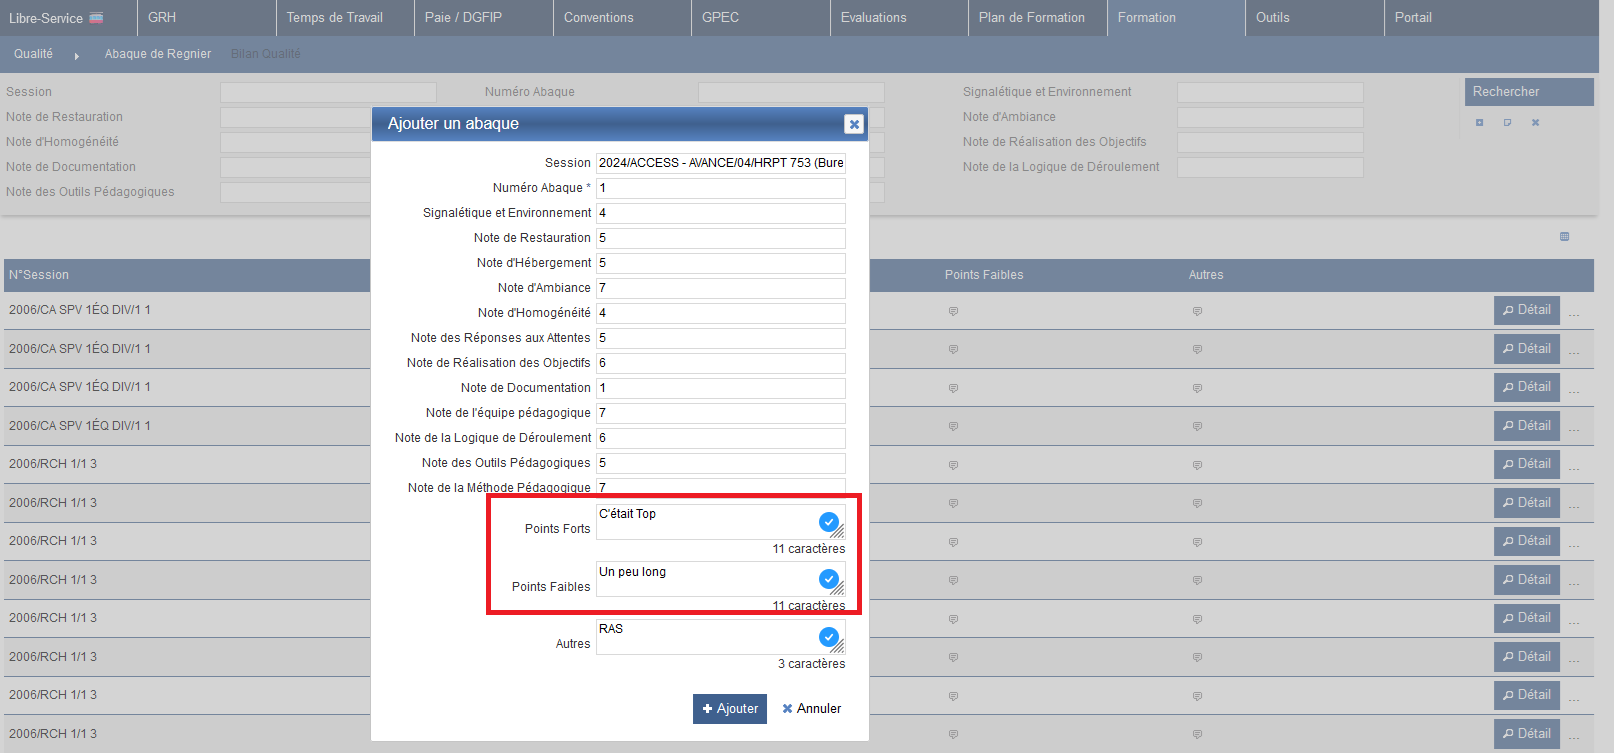 Libre-Service
GRH
Temps de Travail
Paie / DGFIP
Conventions
GPEC
Evaluations
Plan de Formation
Formation
Outils
Portail
Qualité
Abaque de Regnier
Bilan Qualité
Session
Numéro Abaque
Signalétique et Environnement
Rechercher
Note de Restauration
Note d'Ambiance
Note d'Homogénéité
Note de Réalisation des Objectifs
Note de Documentation
Note de la Logique de Déroulement
Note des Outils Pédagogiques
Ajouter un abaque
Session 2024/ACCESS - AVANCE/04/HRPT 753 (Bure
Numéro Abaque * 1
Signalétique et Environnement 4
Note de Restauration 5
Note d'Hébergement 5
Note d'Ambiance 7
Note d'Homogénéité 4
Note des Réponses aux Attentes 5
Note de Réalisation des Objectifs 6
Note de Documentation 1
Note de l'équipe pédagogique 7
Note de la Logique de Déroulement 6
Note des Outils Pédagogiques 5
Note de la Méthode Pédagogique 7
Points Forts C'était Top
11 caractères
Points Faibles Un peu long
11 caractères
Autres RAS
3 caractères
Ajouter
Annuler
N°Session
Points Faibles
Autres
2006/CA SPV 1ÉQ DIV/1 1
Détail ...
2006/CA SPV 1ÉQ DIV/1 1
Détail ...
2006/CA SPV 1ÉQ DIV/1 1
Détail ...
2006/CA SPV 1ÉQ DIV/1 1
Détail ...
2006/RCH 1/1 3
Détail ...
2006/RCH 1/1 3
Détail ...
2006/RCH 1/1 3
Détail ...
2006/RCH 1/1 3
Détail ...
2006/RCH 1/1 3
Détail ...
2006/RCH 1/1 3
Détail ...
2006/RCH 1/1 3
Détail ...
2006/RCH 1/1 3
Détail ...